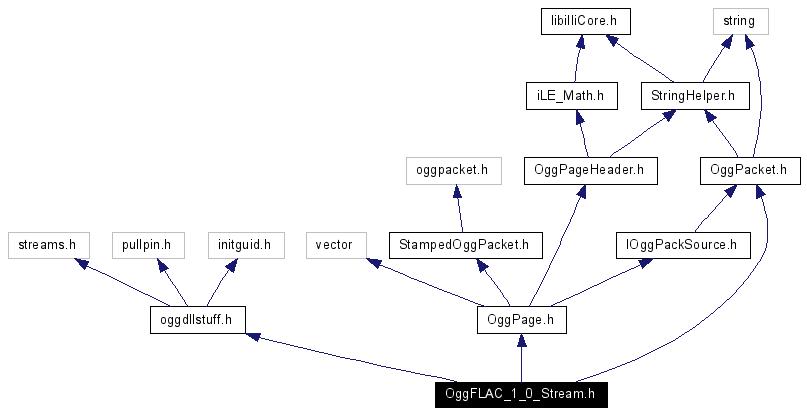 libilliCore.h
string
iLE_Math.h
StringHelper.h
oggpacket.h
OggPageHeader.h
OggPacket.h
streams.h
pullpin.h
initguid.h
vector
StampedOggPacket.h
IOggPackSource.h
oggdllstuff.h
OggPage.h
OggFLAC_1_0_Stream.h